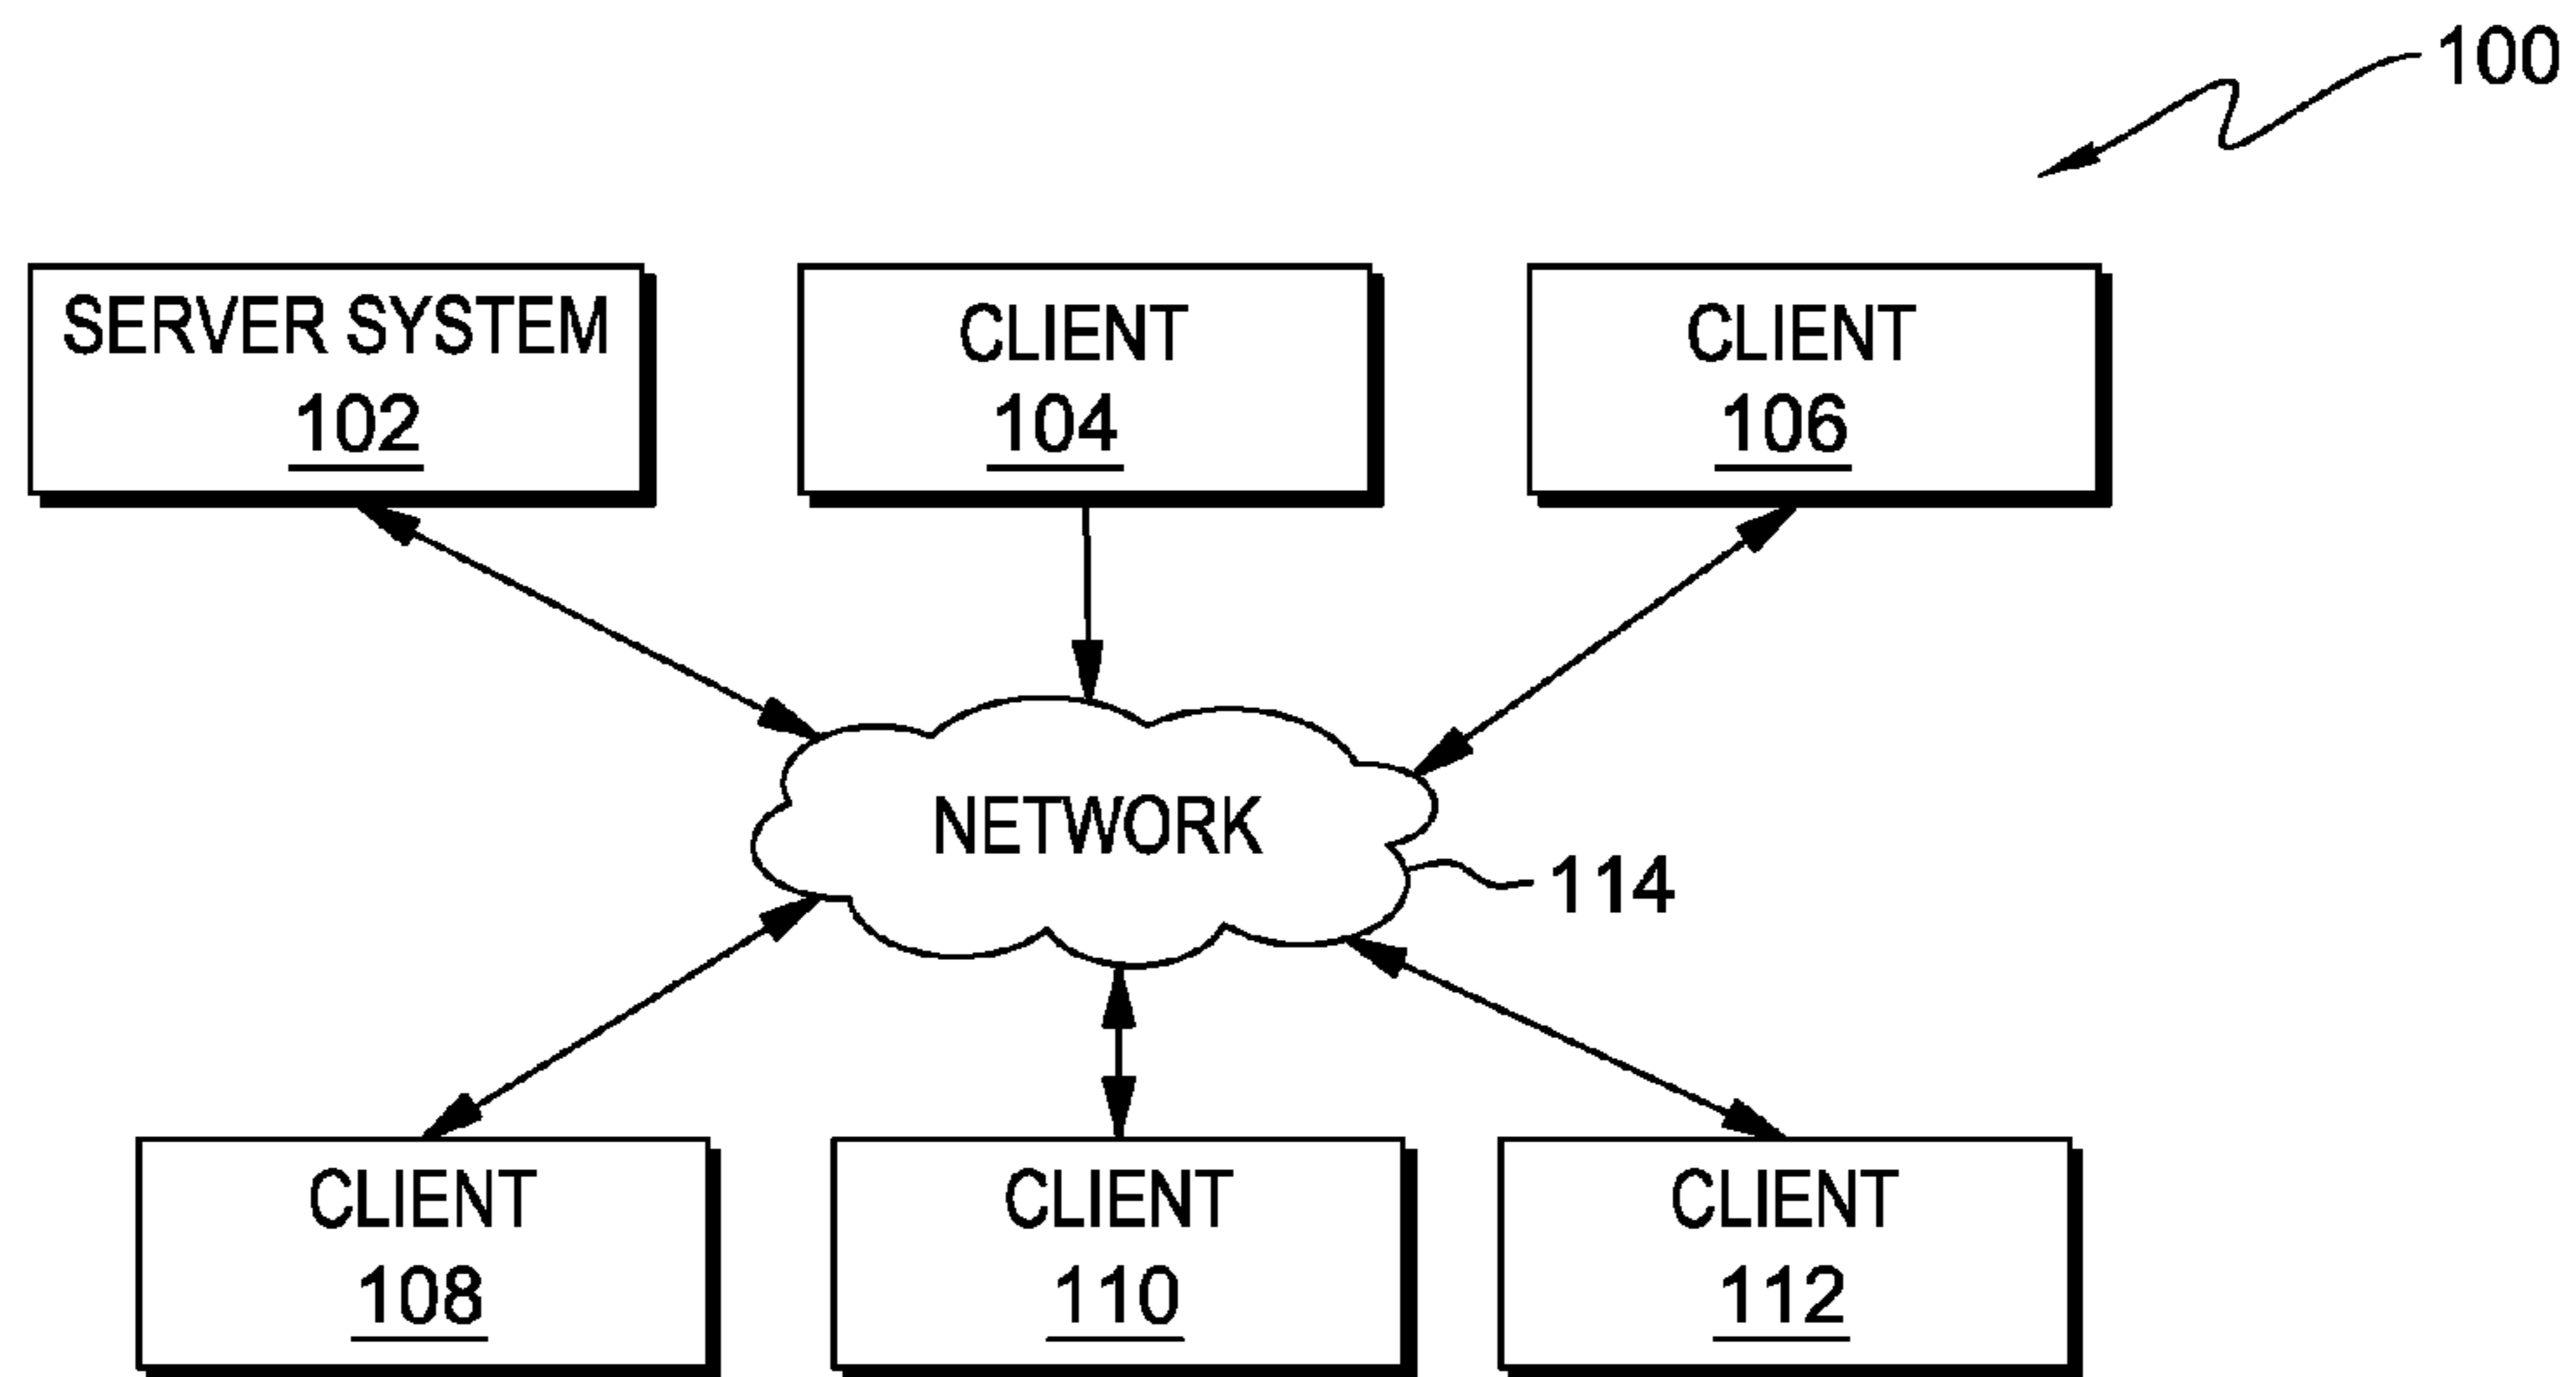 100
SERVER SYSTEM
102
CLIENT
104
CLIENT
106
NETWORK
114
CLIENT
108
CLIENT
110
CLIENT
112